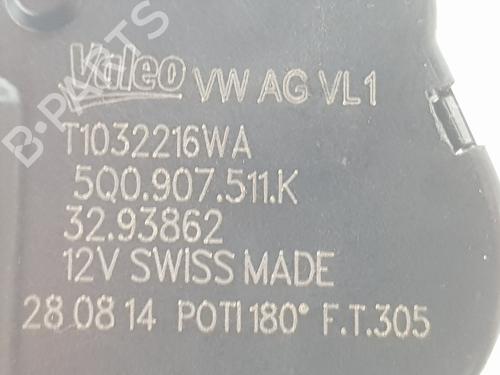 Valeo VW AG VL1
T1032216WA
5Q0.907.511.K
32.93862
12V SWISS MADE
28.08.14 POTI 180° F.T.305
B-PARTS